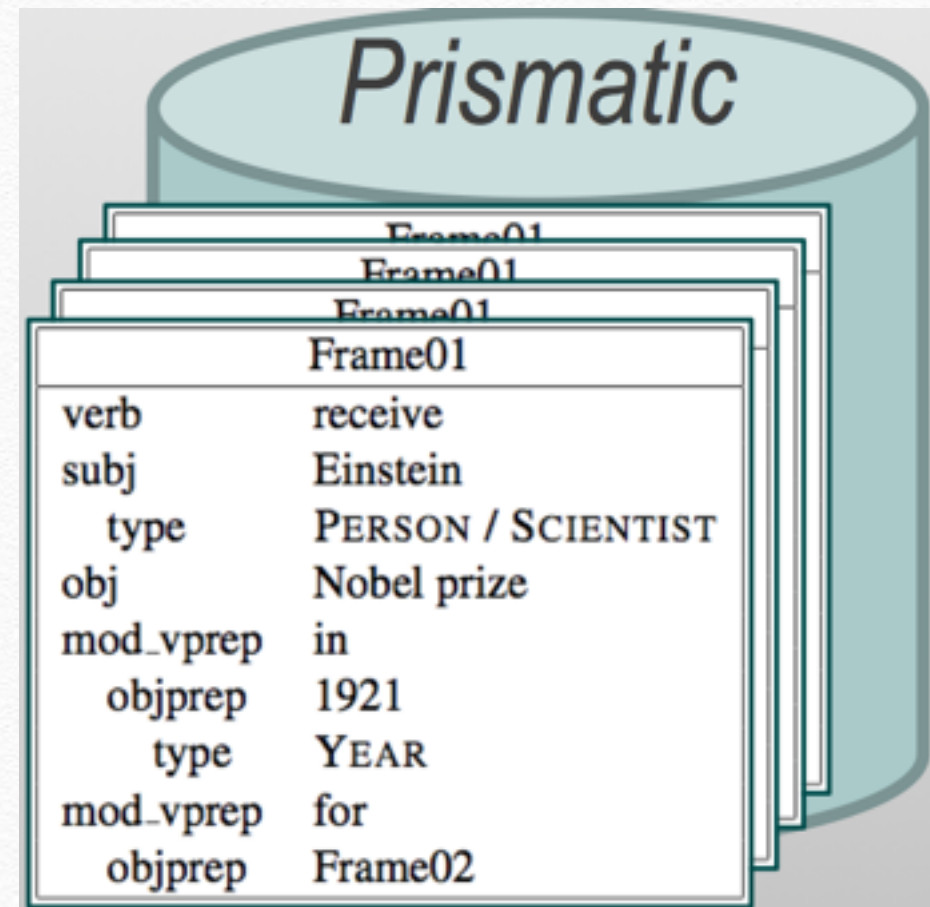 Prismatic
Frame01
Frame01
Frame01
Frame01
verb receive
subj Einstein
type PERSON / SCIENTIST
obj Nobel prize
mod_vprep in
objprep 1921
type YEAR
mod_vprep for
objprep Frame02